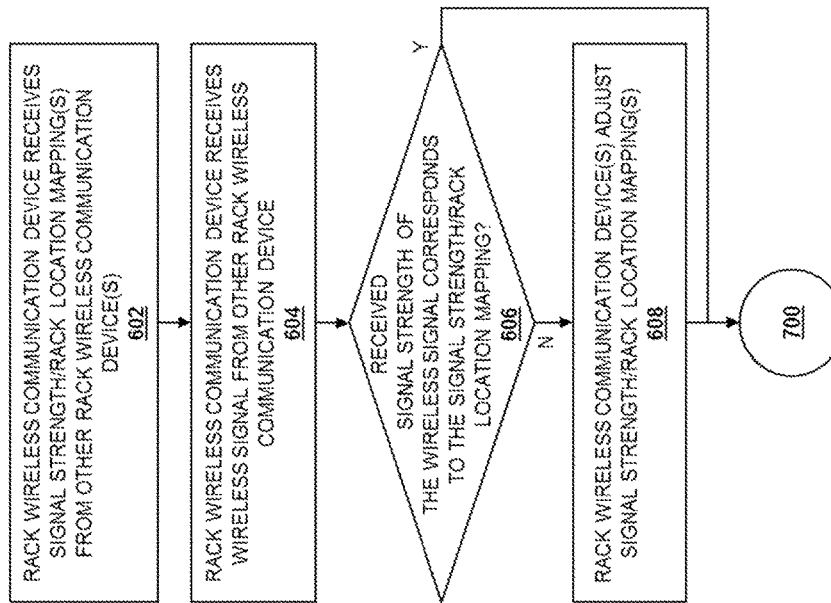 RACK WIRELESS COMMUNICATION DEVICE RECEIVES
SIGNAL STRENGTH/RACK LOCATION MAPPING(S)
FROM OTHER RACK WIRELESS COMMUNICATION
DEVICE(S)
602
RACK WIRELESS COMMUNICATION DEVICE RECEIVES
WIRELESS SIGNAL FROM OTHER RACK WIRELESS
COMMUNICATION DEVICE
604
RECEIVED
SIGNAL STRENGTH OF
THE WIRELESS SIGNAL CORRESPONDS
TO THE SIGNAL STRENGTH/RACK
LOCATION MAPPING?
606
Y
N
RACK WIRELESS COMMUNICATION DEVICE(S) ADJUST
SIGNAL STRENGTH/RACK LOCATION MAPPING(S)
608
700